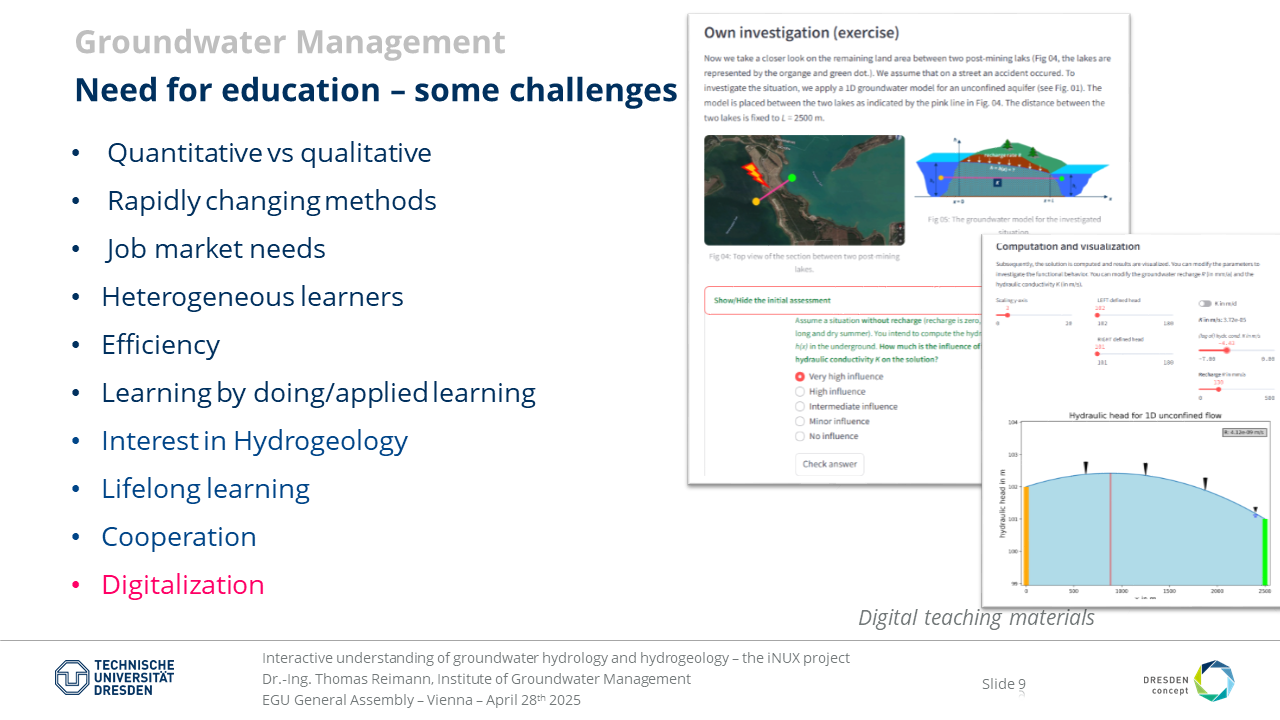 Groundwater Management
Need for education – some challenges
• Quantitative vs qualitative
• Rapidly changing methods
• Job market needs
• Heterogeneous learners
• Efficiency
• Learning by doing/applied learning
• Interest in Hydrogeology
• Lifelong learning
• Cooperation
• Digitalization
Own investigation (exercise)
Now we take a closer look on the remaining land area between two post-mining laks (Fig 04, the lakes are
represented by the organge and green dot.). We assume that on a street an accident occured. To
investigate the situation, we apply a 1D groundwater model for an unconfined aquifer (see Fig. 01). The
model is placed between the two lakes as indicated by the pink line in Fig. 04. The distance between the
two lakes is fixed to L = 2500 m.
Fig 04: Top view of the section between two post-mining
lakes.
Fig 05: The groundwater model for the investigated
situation.
Show/Hide the initial assessment
Assume a situation without recharge (recharge is zero,
long and dry summer). You intend to compute the hydr
h(x) in the underground. How much is the influence of
hydraulic conductivity K on the solution?
Very high influence
High influence
Intermediate influence
Minor influence
No influence
Check answer
Computation and visualization
Subsequently, the solution is computed and results are visualized. You can modify the parameters to
investigate the functional behavior. You can modify the groundwater recharge R (in mm/a) and the
hydraulic conductivity K (in m/s).
Scaling y-axis
0 20
LEFT defined head
102
102 180
RIGHT defined head
101
101 180
K in m/d
K in m/s: 3.72e-05
(log of) hydr. cond. K in m/s
-4.43
-7.00 0.00
Recharge R in mm/a
130
0 500
Hydraulic head for 1D unconfined flow
R: 4.12e-09 m/s
hydraulic head in m
104
103
102
101
100
99
0 500 1000 1500 2000 2500
Digital teaching materials
TECHNISCHE
UNIVERSITÄT
DRESDEN
Interactive understanding of groundwater hydrology and hydrogeology – the iNUX project
Dr.-Ing. Thomas Reimann, Institute of Groundwater Management
EGU General Assembly – Vienna – April 28th 2025
Slide 9
DRESDEN
concept